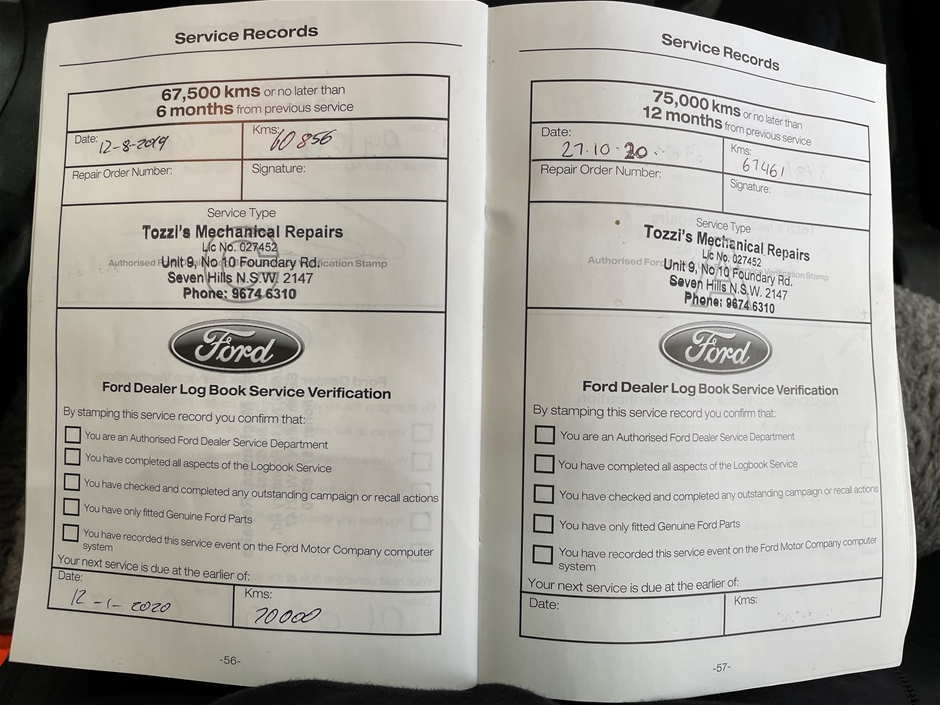 Service Records
67,500 kms or no later than
6 months from previous service
Date: 12-8-2019
Kms: 60856
Repair Order Number:
Signature:
Service Type
Tozzi's Mechanical Repairs
Lic No. 027452
Unit 9, No 10 Foundary Rd.
Seven Hills N.S.W. 2147
Phone: 9674 6310
Ford
Ford Dealer Log Book Service Verification
By stamping this service record you confirm that:
You are an Authorised Ford Dealer Service Department
You have completed all aspects of the Logbook Service
You have checked and completed any outstanding campaign or recall actions
You have only fitted Genuine Ford Parts
You have recorded this service event on the Ford Motor Company computer
system
Your next service is due at the earlier of:
Date: 12-1-2020
Kms: 70000
-56-
Service Records
75,000 kms or no later than
12 months from previous service
Date: 27.10.20
Kms: 67461
Repair Order Number:
Signature:
Service Type
Tozzi's Mechanical Repairs
Lic No. 027452
Authorised Ford Service Verification Stamp
Unit 9, No 10 Foundary Rd.
Seven Hills N.S.W. 2147
Phone: 9674 6310
Ford
Ford Dealer Log Book Service Verification
By stamping this service record you confirm that:
You are an Authorised Ford Dealer Service Department
You have completed all aspects of the Logbook Service
You have checked and completed any outstanding campaign or recall actions
You have only fitted Genuine Ford Parts
You have recorded this service event on the Ford Motor Company computer
system
Your next service is due at the earlier of:
Date:
Kms:
-57-